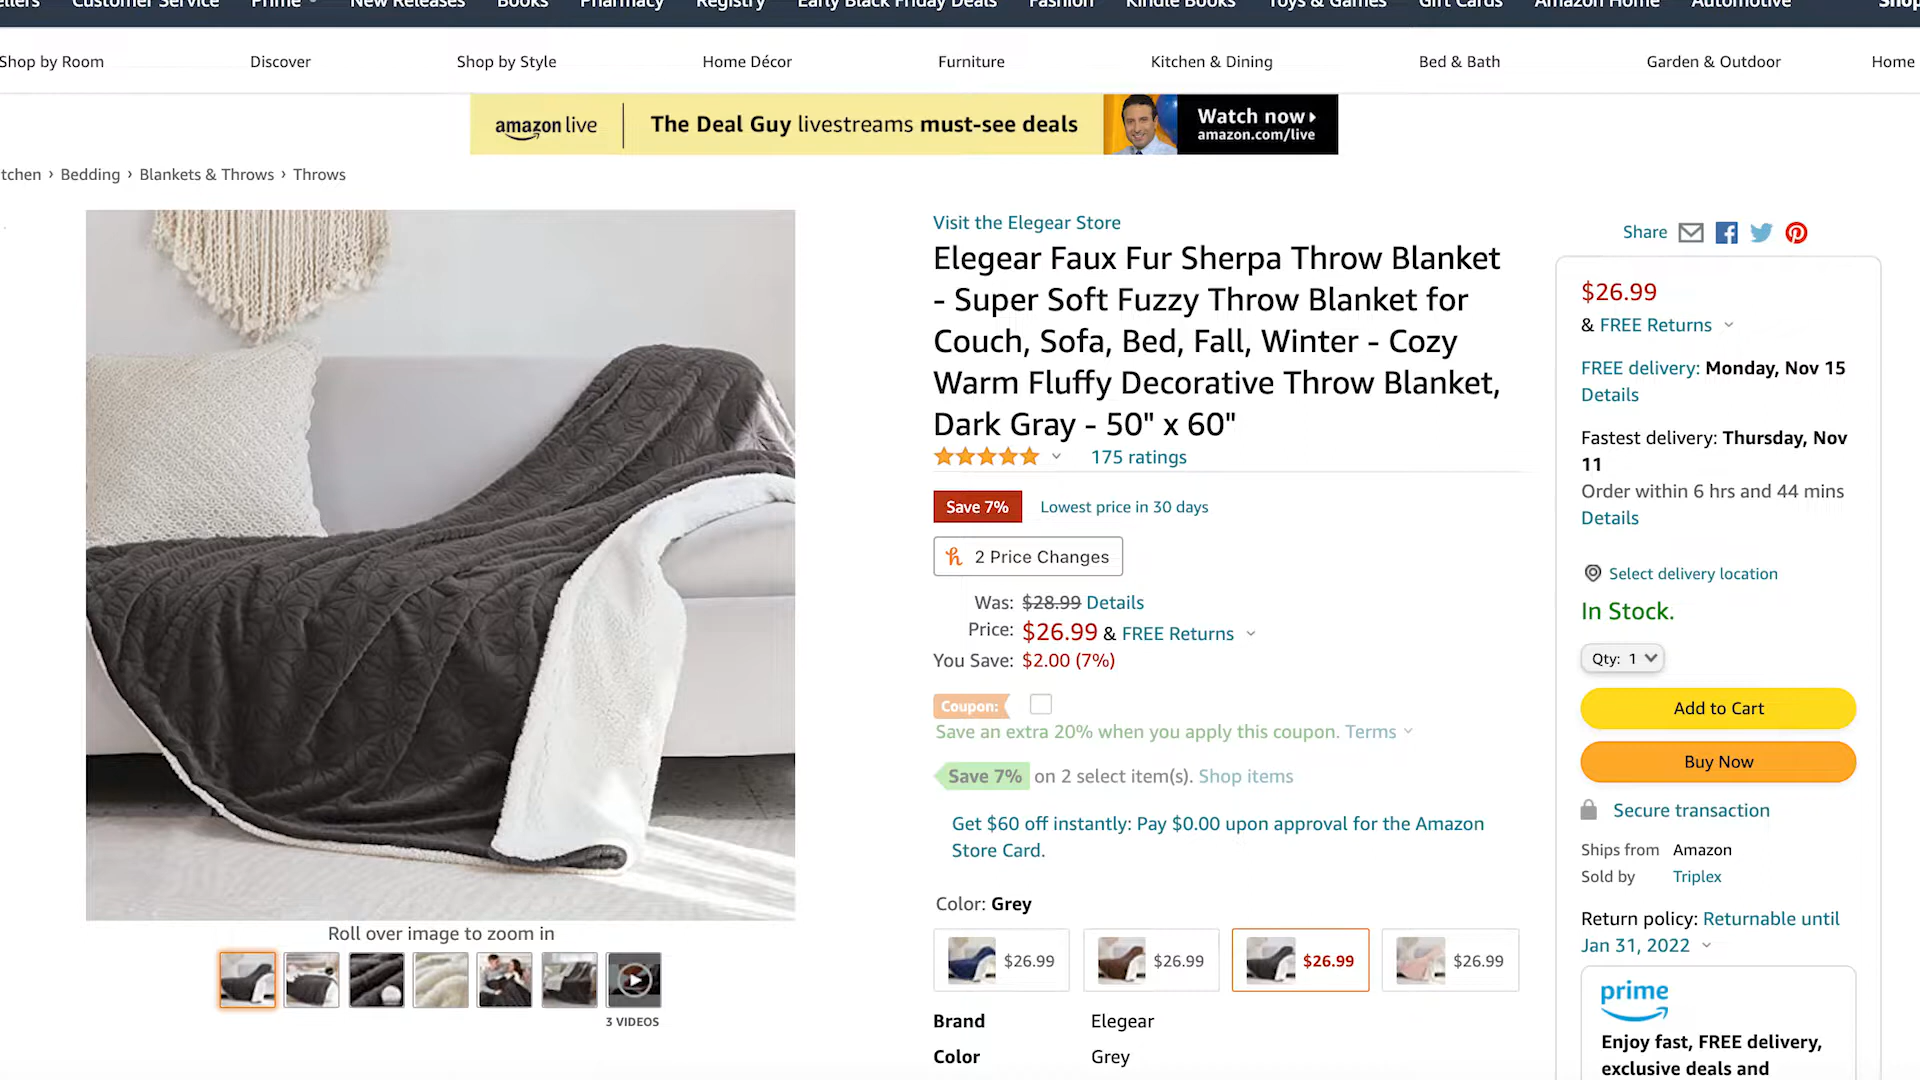 Customer Service Prime New Releases Books Pharmacy Registry Early Black Friday Deals Fashion Kindle Books Toys & Games Gift Cards Amazon Home Automotive
Shop by Room Discover Shop by Style Home Décor Furniture Kitchen & Dining Bed & Bath Garden & Outdoor Home
amazon live The Deal Guy livestreams must-see deals Watch now
amazon.com/live
tchen › Bedding › Blankets & Throws › Throws
Visit the Elegear Store
Elegear Faux Fur Sherpa Throw Blanket
- Super Soft Fuzzy Throw Blanket for
Couch, Sofa, Bed, Fall, Winter - Cozy
Warm Fluffy Decorative Throw Blanket,
Dark Gray - 50" x 60"
175 ratings
Save 7% Lowest price in 30 days
2 Price Changes
Was: $28.99 Details
Price: $26.99 & FREE Returns
You Save: $2.00 (7%)
Coupon:
Save an extra 20% when you apply this coupon. Terms
Save 7% on 2 select item(s). Shop items
Get $60 off instantly: Pay $0.00 upon approval for the Amazon
Store Card.
Color: Grey
$26.99 $26.99 $26.99 $26.99
Brand Elegear
Color Grey
Roll over image to zoom in
3 VIDEOS
Share
$26.99
& FREE Returns
FREE delivery: Monday, Nov 15
Details
Fastest delivery: Thursday, Nov
11
Order within 6 hrs and 44 mins
Details
Select delivery location
In Stock.
Qty: 1
Add to Cart
Buy Now
Secure transaction
Ships from Amazon
Sold by Triplex
Return policy: Returnable until
Jan 31, 2022
prime
Enjoy fast, FREE delivery,
exclusive deals and